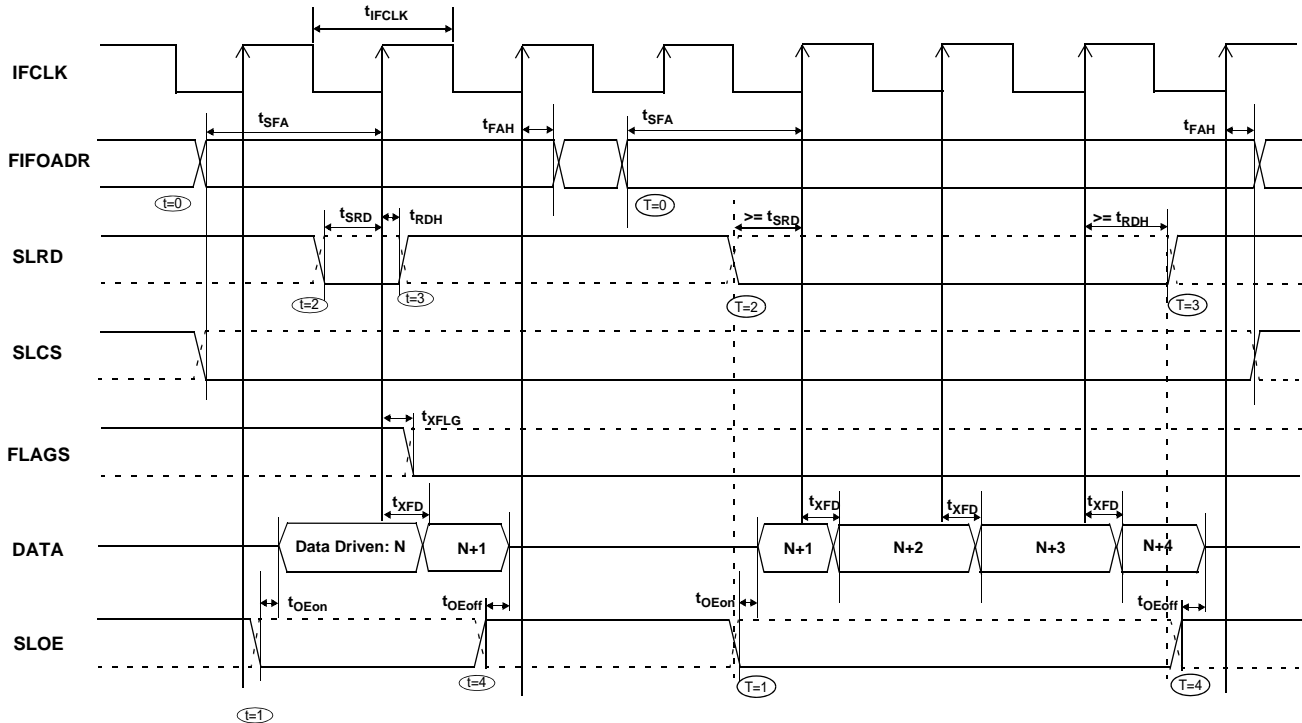 tIFCLK
IFCLK
tSFA
tFAH
tSFA
tFAH
FIFOADR
t=0
T=0
tSRD
tRDH
>= tSRD
>= tRDH
SLRD
t=2
t=3
T=2
T=3
SLCS
tXFLG
FLAGS
tXFD
tXFD
tXFD
tXFD
DATA
Data Driven: N
N+1
N+1
N+2
N+3
N+4
tOEon
tOEoff
tOEon
tOEoff
SLOE
t=4
T=1
T=4
t=1